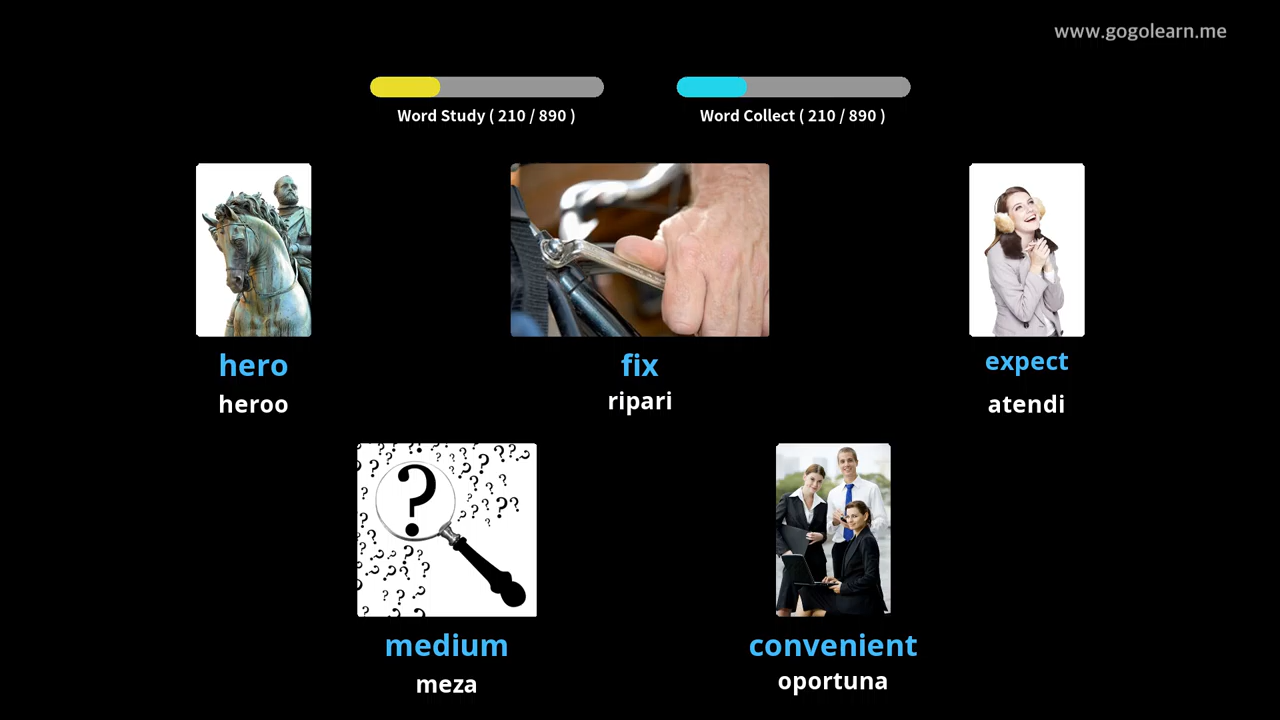 www.gogolearn.me
Word Study ( 210 / 890 )
Word Collect ( 210 / 890 )
hero
heroo
fix
ripari
expect
atendi
medium
meza
convenient
oportuna